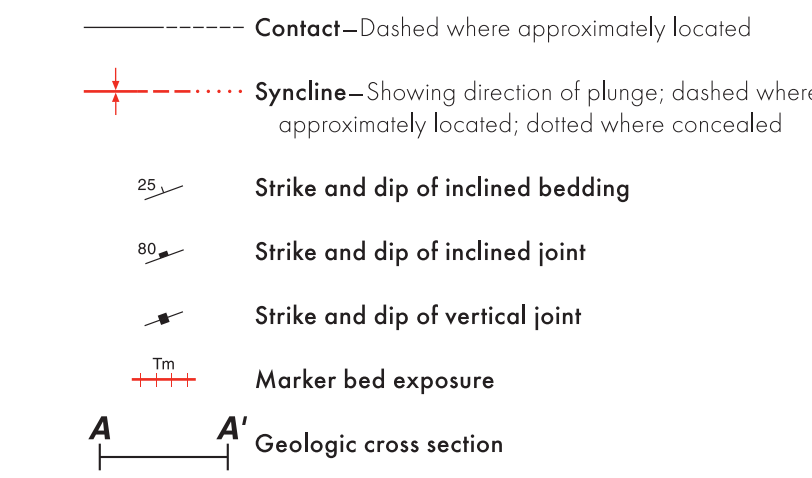 Contact—Dashed where approximately located
Syncline—Showing direction of plunge; dashed where
approximately located; dotted where concealed
25 Strike and dip of inclined bedding
80 Strike and dip of inclined joint
Strike and dip of vertical joint
Tm
Marker bed exposure
A A' Geologic cross section